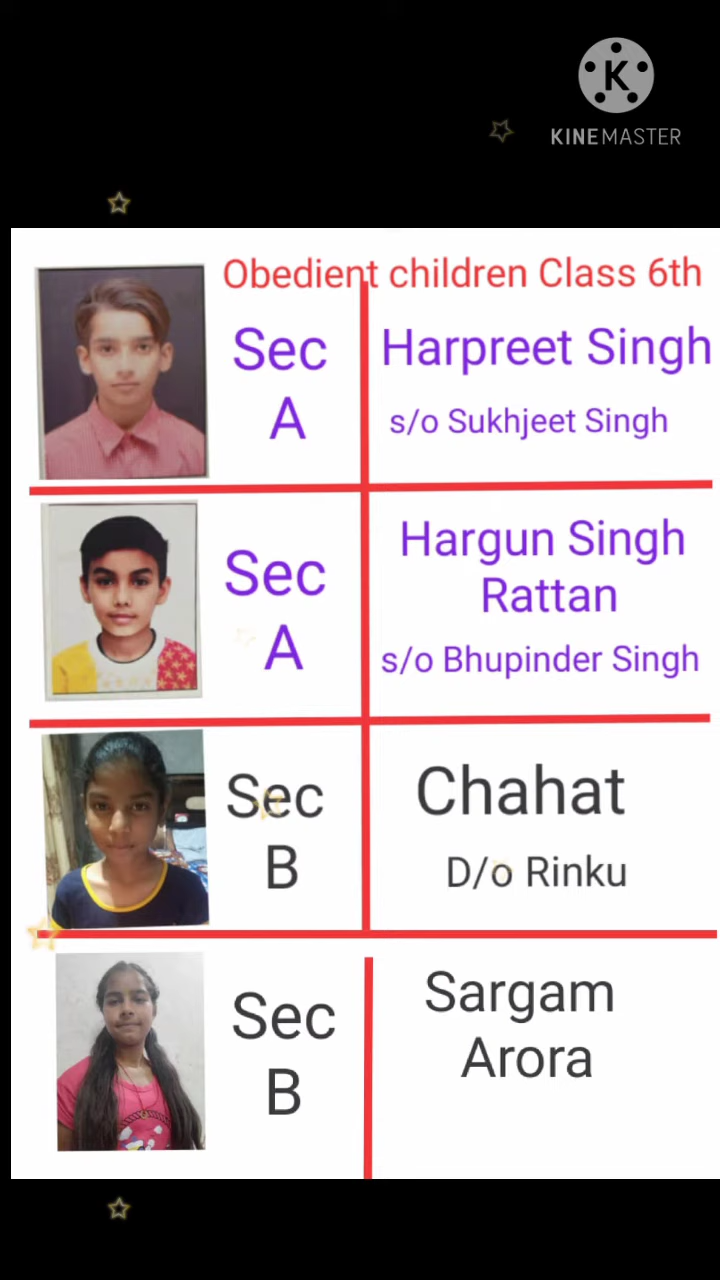 K
KINEMASTER
Obedient children Class 6th
Sec
A
Harpreet Singh
s/o Sukhjeet Singh
Sec
A
Hargun Singh
Rattan
s/o Bhupinder Singh
Sec
B
Chahat
D/o Rinku
Sec
B
Sargam
Arora